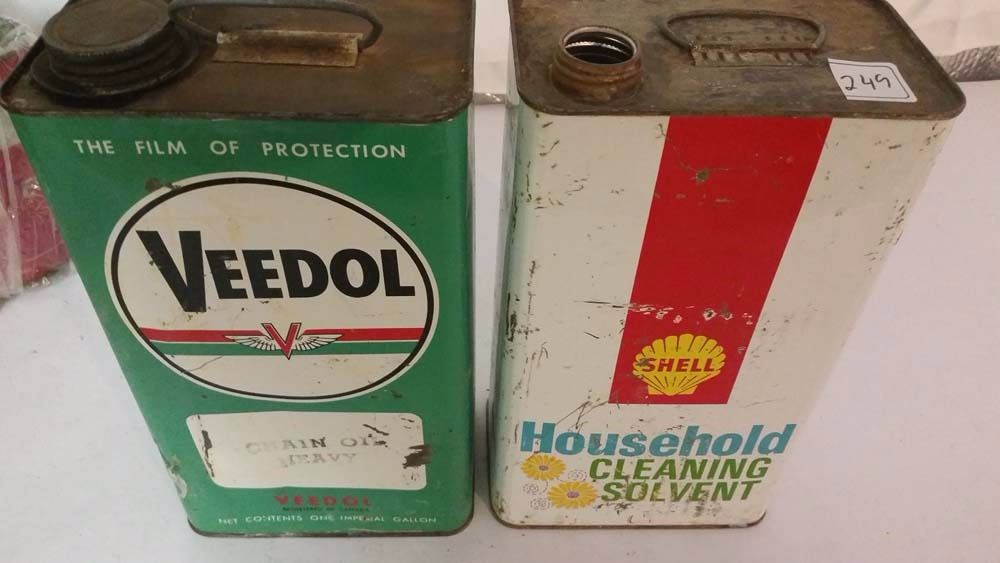 THE FILM OF PROTECTION
VEEDOL
V
CHAIN OIL
HEAVY
VEEDOL
NET CONTENTS ONE IMPERIAL GALLON
249
SHELL
Household
CLEANING
SOLVENT